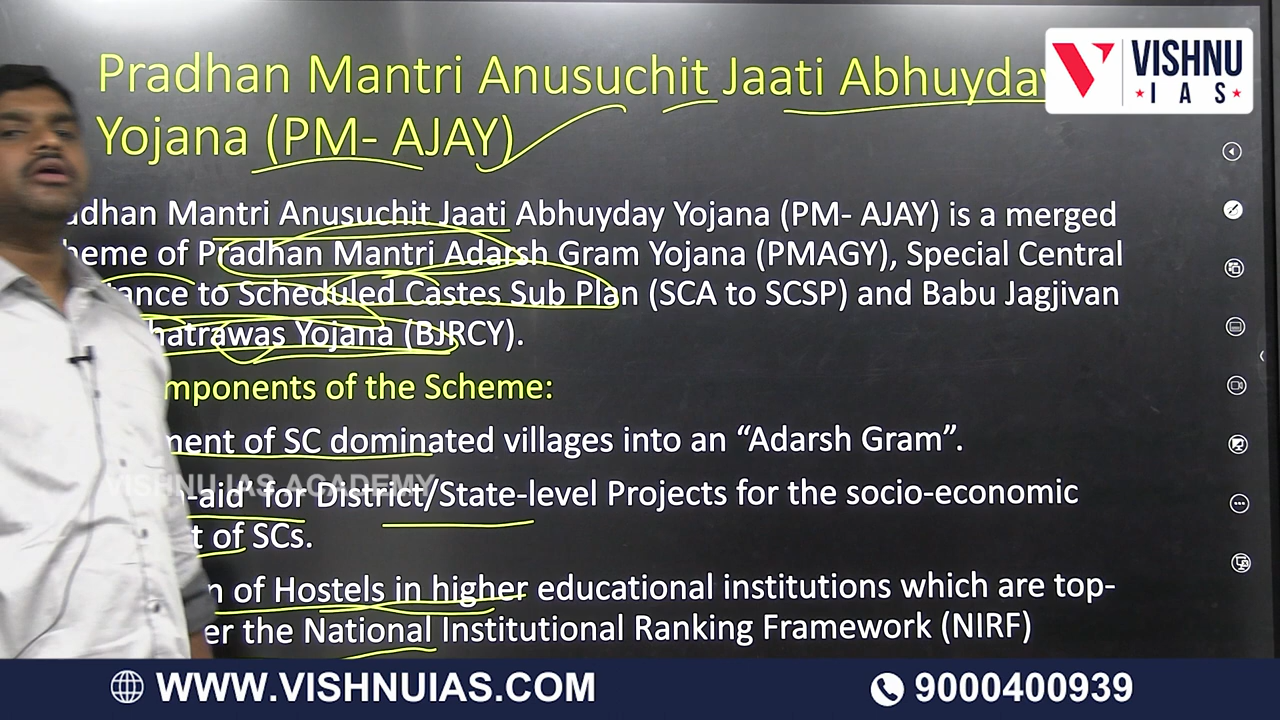 Pradhan Mantri Anusuchit Jaati Abhuyday
Yojana (PM- AJAY)
VISHNU
IAS
adhan Mantri Anusuchit Jaati Abhuyday Yojana (PM- AJAY) is a merged
heme of Pradhan Mantri Adarsh Gram Yojana (PMAGY), Special Central
iance to Scheduled Castes Sub Plan (SCA to SCSP) and Babu Jagjivan
hatrawas Yojana (BJRCY).
mponents of the Scheme:
ment of SC dominated villages into an “Adarsh Gram”.
VISHNU IAS ACADEMY
-aid’ for District/State-level Projects for the socio-economic
t of SCs.
n of Hostels in higher educational institutions which are top-
er the National Institutional Ranking Framework (NIRF)
WWW.VISHNUIAS.COM
9000400939